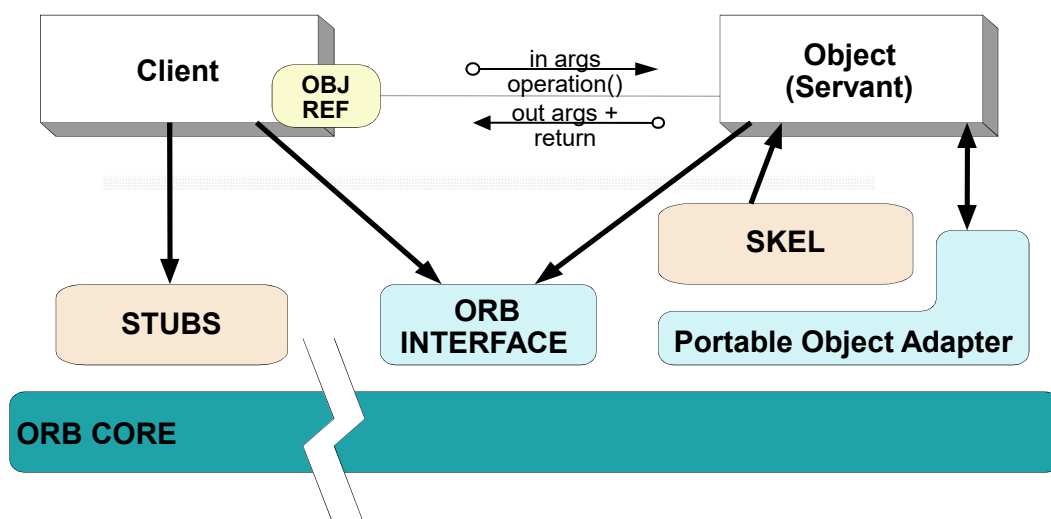 Client
OBJ
REF
in args
operation()
out args +
return
Object
(Servant)
SKEL
STUBS
ORB
INTERFACE
Portable Object Adapter
ORB CORE